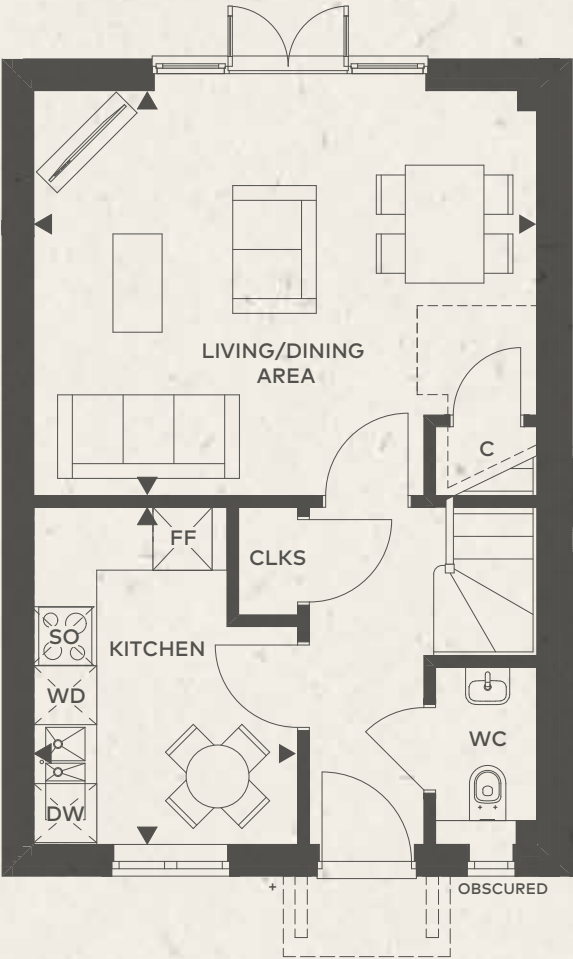 LIVING/DINING
AREA
C
FF
CLKS
SO
KITCHEN
WD
WC
DW
+
OBSCURED